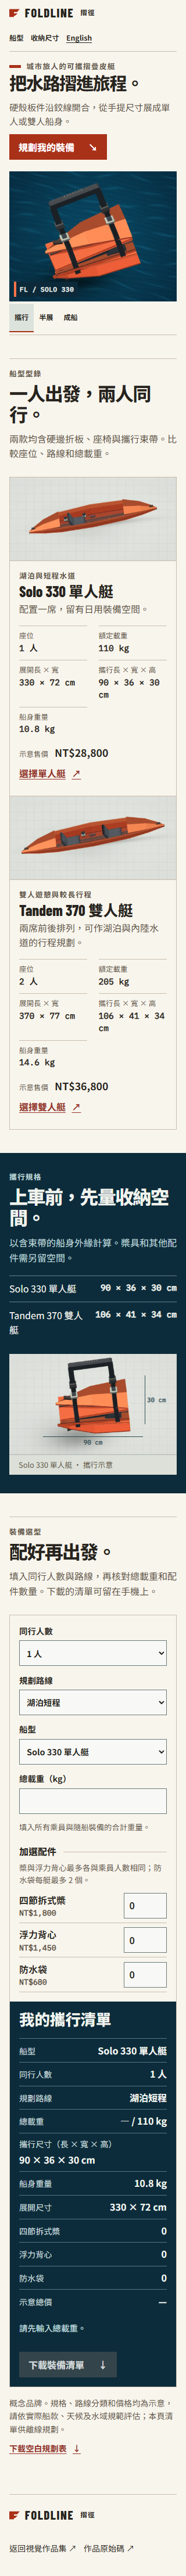 FOLDLINE 摺徑
船型 收納尺寸 English
城市旅人的可攜摺疊皮艇
把水路摺進旅程。
硬殼板件沿鉸線開合，從手提尺寸展成單
人或雙人船身。
規劃我的裝備 ↘
FL / SOLO 330
攜行 半展 成船
船型型錄
一人出發，兩人同
行。
兩款均含硬邊折板、座椅與攜行束帶。比
較座位、路線和總載重。
湖泊與短程水道
Solo 330 單人艇
配置一席，留有日用裝備空間。
座位 額定載重
1 人 110 kg
展開長 × 寬 攜行長 × 寬 × 高
330 × 72 cm 90 × 36 × 30
cm
船身重量
10.8 kg
示意售價 NT$28,800
選擇單人艇 ↗
雙人遊憩與較長行程
Tandem 370 雙人艇
兩席前後排列，可作湖泊與內陸水
道的行程規劃。
座位 額定載重
2 人 205 kg
展開長 × 寬 攜行長 × 寬 × 高
370 × 77 cm 106 × 41 × 34
cm
船身重量
14.6 kg
示意售價 NT$36,800
選擇雙人艇 ↗
攜行規格
上車前，先量收納空
間。
以含束帶的船身外緣計算。槳具和其他配
件需另留空間。
Solo 330 單人艇 90 × 36 × 30 cm
Tandem 370 雙人 106 × 41 × 34 cm
艇
30 cm
90 cm
Solo 330 單人艇 · 攜行示意
裝備選型
配好再出發。
填入同行人數與路線，再核對總載重和配
件數量。下載的清單可留在手機上。
同行人數
1 人
規劃路線
湖泊短程
船型
Solo 330 單人艇
總載重（kg）
填入所有乘員與隨船裝備的合計重量。
加選配件
槳與浮力背心最多各與乘員人數相同；防
水袋每艇最多 2 個。
四節拆式槳
NT$1,800
0
浮力背心
NT$1,450
0
防水袋
NT$680
0
我的攜行清單
船型 Solo 330 單人艇
同行人數 1 人
規劃路線 湖泊短程
總載重 — / 110 kg
攜行尺寸（長 × 寬 × 高）
90 × 36 × 30 cm
船身重量 10.8 kg
展開尺寸 330 × 72 cm
四節拆式槳 0
浮力背心 0
防水袋 0
示意總價 —
請先輸入總載重。
下載裝備清單 ↓
概念品牌。規格、路線分類和價格均為示意，
請依實際船款、天候及水域規範評估；本頁清
單供離線規劃。
下載空白規劃表 ↓
FOLDLINE 摺徑
返回視覺作品集 ↗ 作品原始碼 ↗